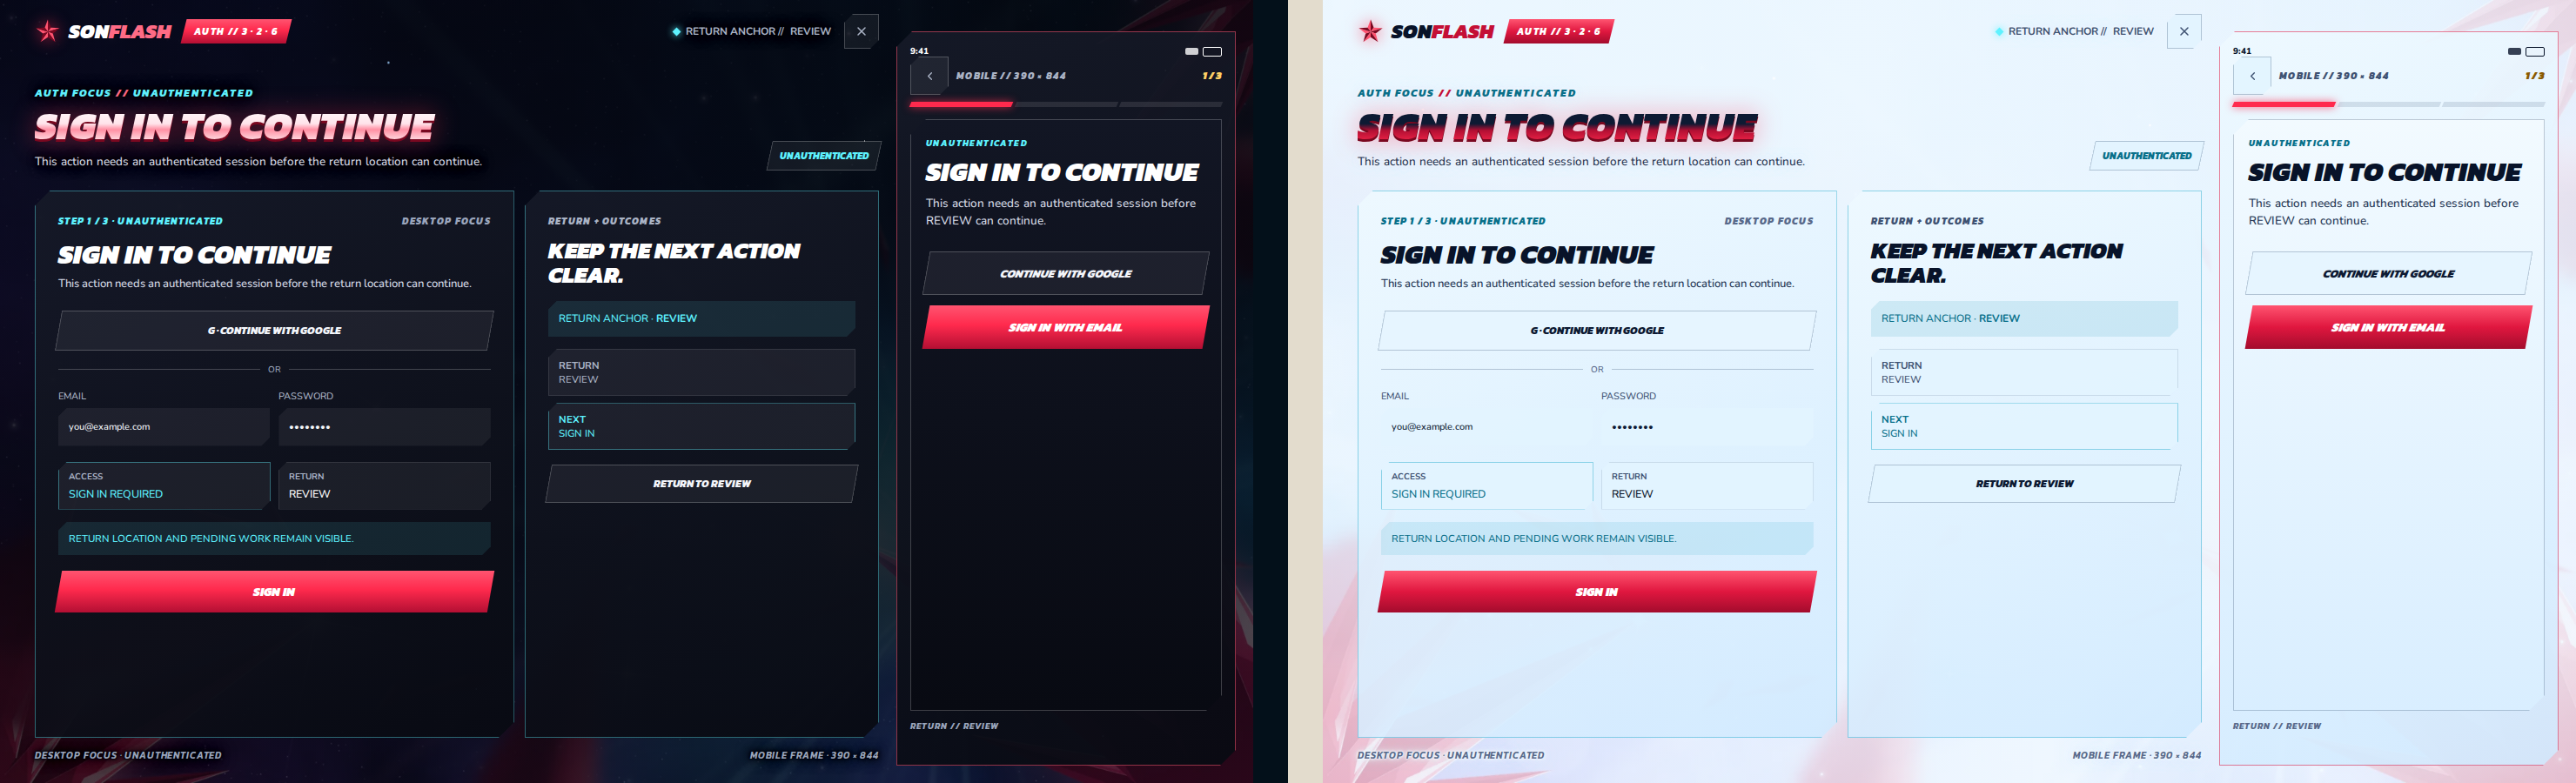 SONFLASH
AUTH // 3 · 2 · 6
RETURN ANCHOR // REVIEW
AUTH FOCUS // UNAUTHENTICATED
SIGN IN TO CONTINUE
This action needs an authenticated session before the return location can continue.
UNAUTHENTICATED
STEP 1 / 3 · UNAUTHENTICATED
DESKTOP FOCUS
SIGN IN TO CONTINUE
This action needs an authenticated session before the return location can continue.
G · CONTINUE WITH GOOGLE
OR
EMAIL
PASSWORD
you@example.com
••••••••
ACCESS
SIGN IN REQUIRED
RETURN
REVIEW
RETURN LOCATION AND PENDING WORK REMAIN VISIBLE.
SIGN IN
RETURN + OUTCOMES
KEEP THE NEXT ACTION
CLEAR.
RETURN ANCHOR · REVIEW
RETURN
REVIEW
NEXT
SIGN IN
RETURN TO REVIEW
DESKTOP FOCUS · UNAUTHENTICATED
MOBILE FRAME · 390 × 844
9:41
MOBILE // 390 × 844
1/3
UNAUTHENTICATED
SIGN IN TO CONTINUE
This action needs an authenticated session before
REVIEW can continue.
CONTINUE WITH GOOGLE
SIGN IN WITH EMAIL
RETURN // REVIEW
SONFLASH
AUTH // 3 · 2 · 6
RETURN ANCHOR // REVIEW
AUTH FOCUS // UNAUTHENTICATED
SIGN IN TO CONTINUE
This action needs an authenticated session before the return location can continue.
UNAUTHENTICATED
STEP 1 / 3 · UNAUTHENTICATED
DESKTOP FOCUS
SIGN IN TO CONTINUE
This action needs an authenticated session before the return location can continue.
G · CONTINUE WITH GOOGLE
OR
EMAIL
PASSWORD
you@example.com
••••••••
ACCESS
SIGN IN REQUIRED
RETURN
REVIEW
RETURN LOCATION AND PENDING WORK REMAIN VISIBLE.
SIGN IN
RETURN + OUTCOMES
KEEP THE NEXT ACTION
CLEAR.
RETURN ANCHOR · REVIEW
RETURN
REVIEW
NEXT
SIGN IN
RETURN TO REVIEW
DESKTOP FOCUS · UNAUTHENTICATED
MOBILE FRAME · 390 × 844
9:41
MOBILE // 390 × 844
1/3
UNAUTHENTICATED
SIGN IN TO CONTINUE
This action needs an authenticated session before
REVIEW can continue.
CONTINUE WITH GOOGLE
SIGN IN WITH EMAIL
RETURN // REVIEW